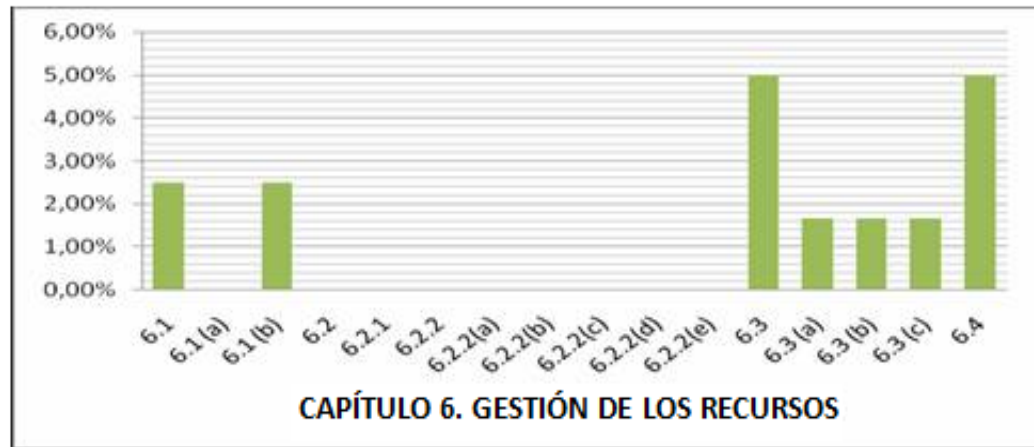 6,00%
5,00%
4,00%
3,00%
2,00%
1,00%
0,00%
6.1
6.1 (a)
6.1 (b)
6.2
6.2.1
6.2.2
6.2.2(a)
6.2.2(b)
6.2.2(c)
6.2.2(d)
6.2.2(e)
6.3
6.3 (a)
6.3 (b)
6.3 (c)
6.4
CAPÍTULO 6. GESTIÓN DE LOS RECURSOS